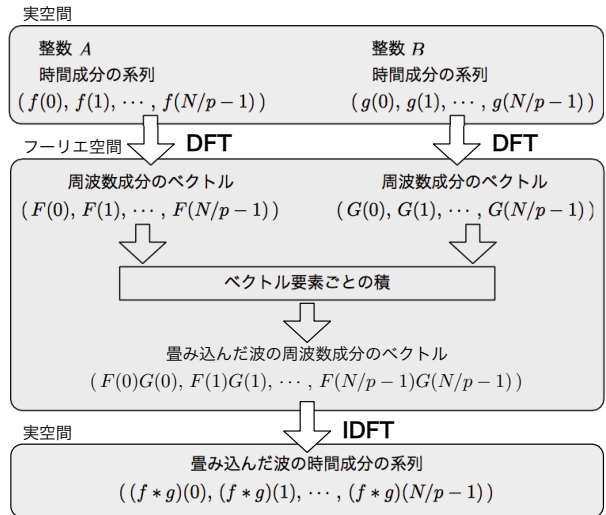 実空間
整数 A
時間成分の系列
( f(0), f(1), ⋯ , f(N/p − 1) )
整数 B
時間成分の系列
( g(0), g(1), ⋯ , g(N/p − 1) )
DFT
DFT
フーリエ空間
周波数成分のベクトル
( F(0), F(1), ⋯ , F(N/p − 1) )
周波数成分のベクトル
( G(0), G(1), ⋯ , G(N/p − 1) )
ベクトル要素ごとの積
畳み込んだ波の周波数成分のベクトル
( F(0)G(0), F(1)G(1), ⋯ , F(N/p − 1)G(N/p − 1) )
IDFT
実空間
畳み込んだ波の時間成分の系列
( (f ∗ g)(0), (f ∗ g)(1), ⋯ , (f ∗ g)(N/p − 1) )